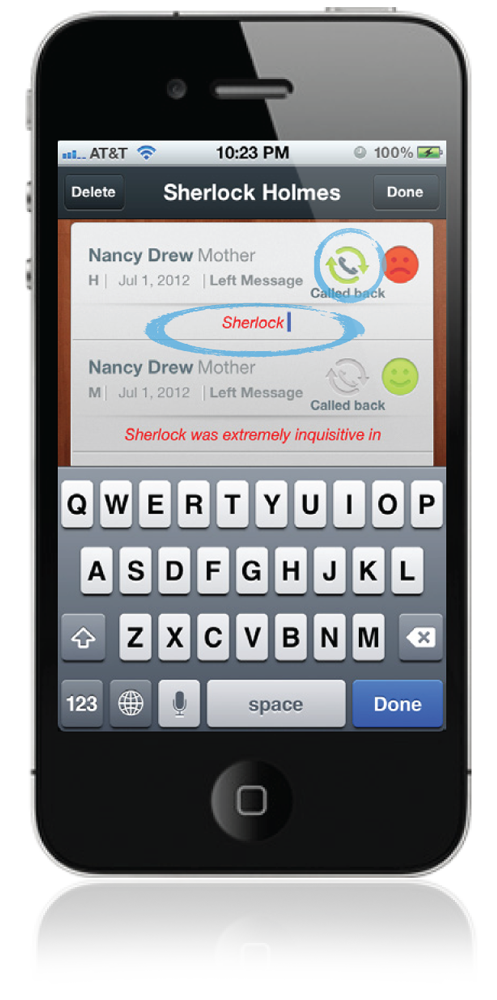 AT&T 10:23 PM 100%
Delete Sherlock Holmes Done
Nancy Drew Mother
H | Jul 1, 2012 | Left Message
Called back
Sherlock
Nancy Drew Mother
M | Jul 1, 2012 | Left Message
Called back
Sherlock was extremely inquisitive in
Q W E R T Y U I O P
A S D F G H J K L
Z X C V B N M
123 space Done